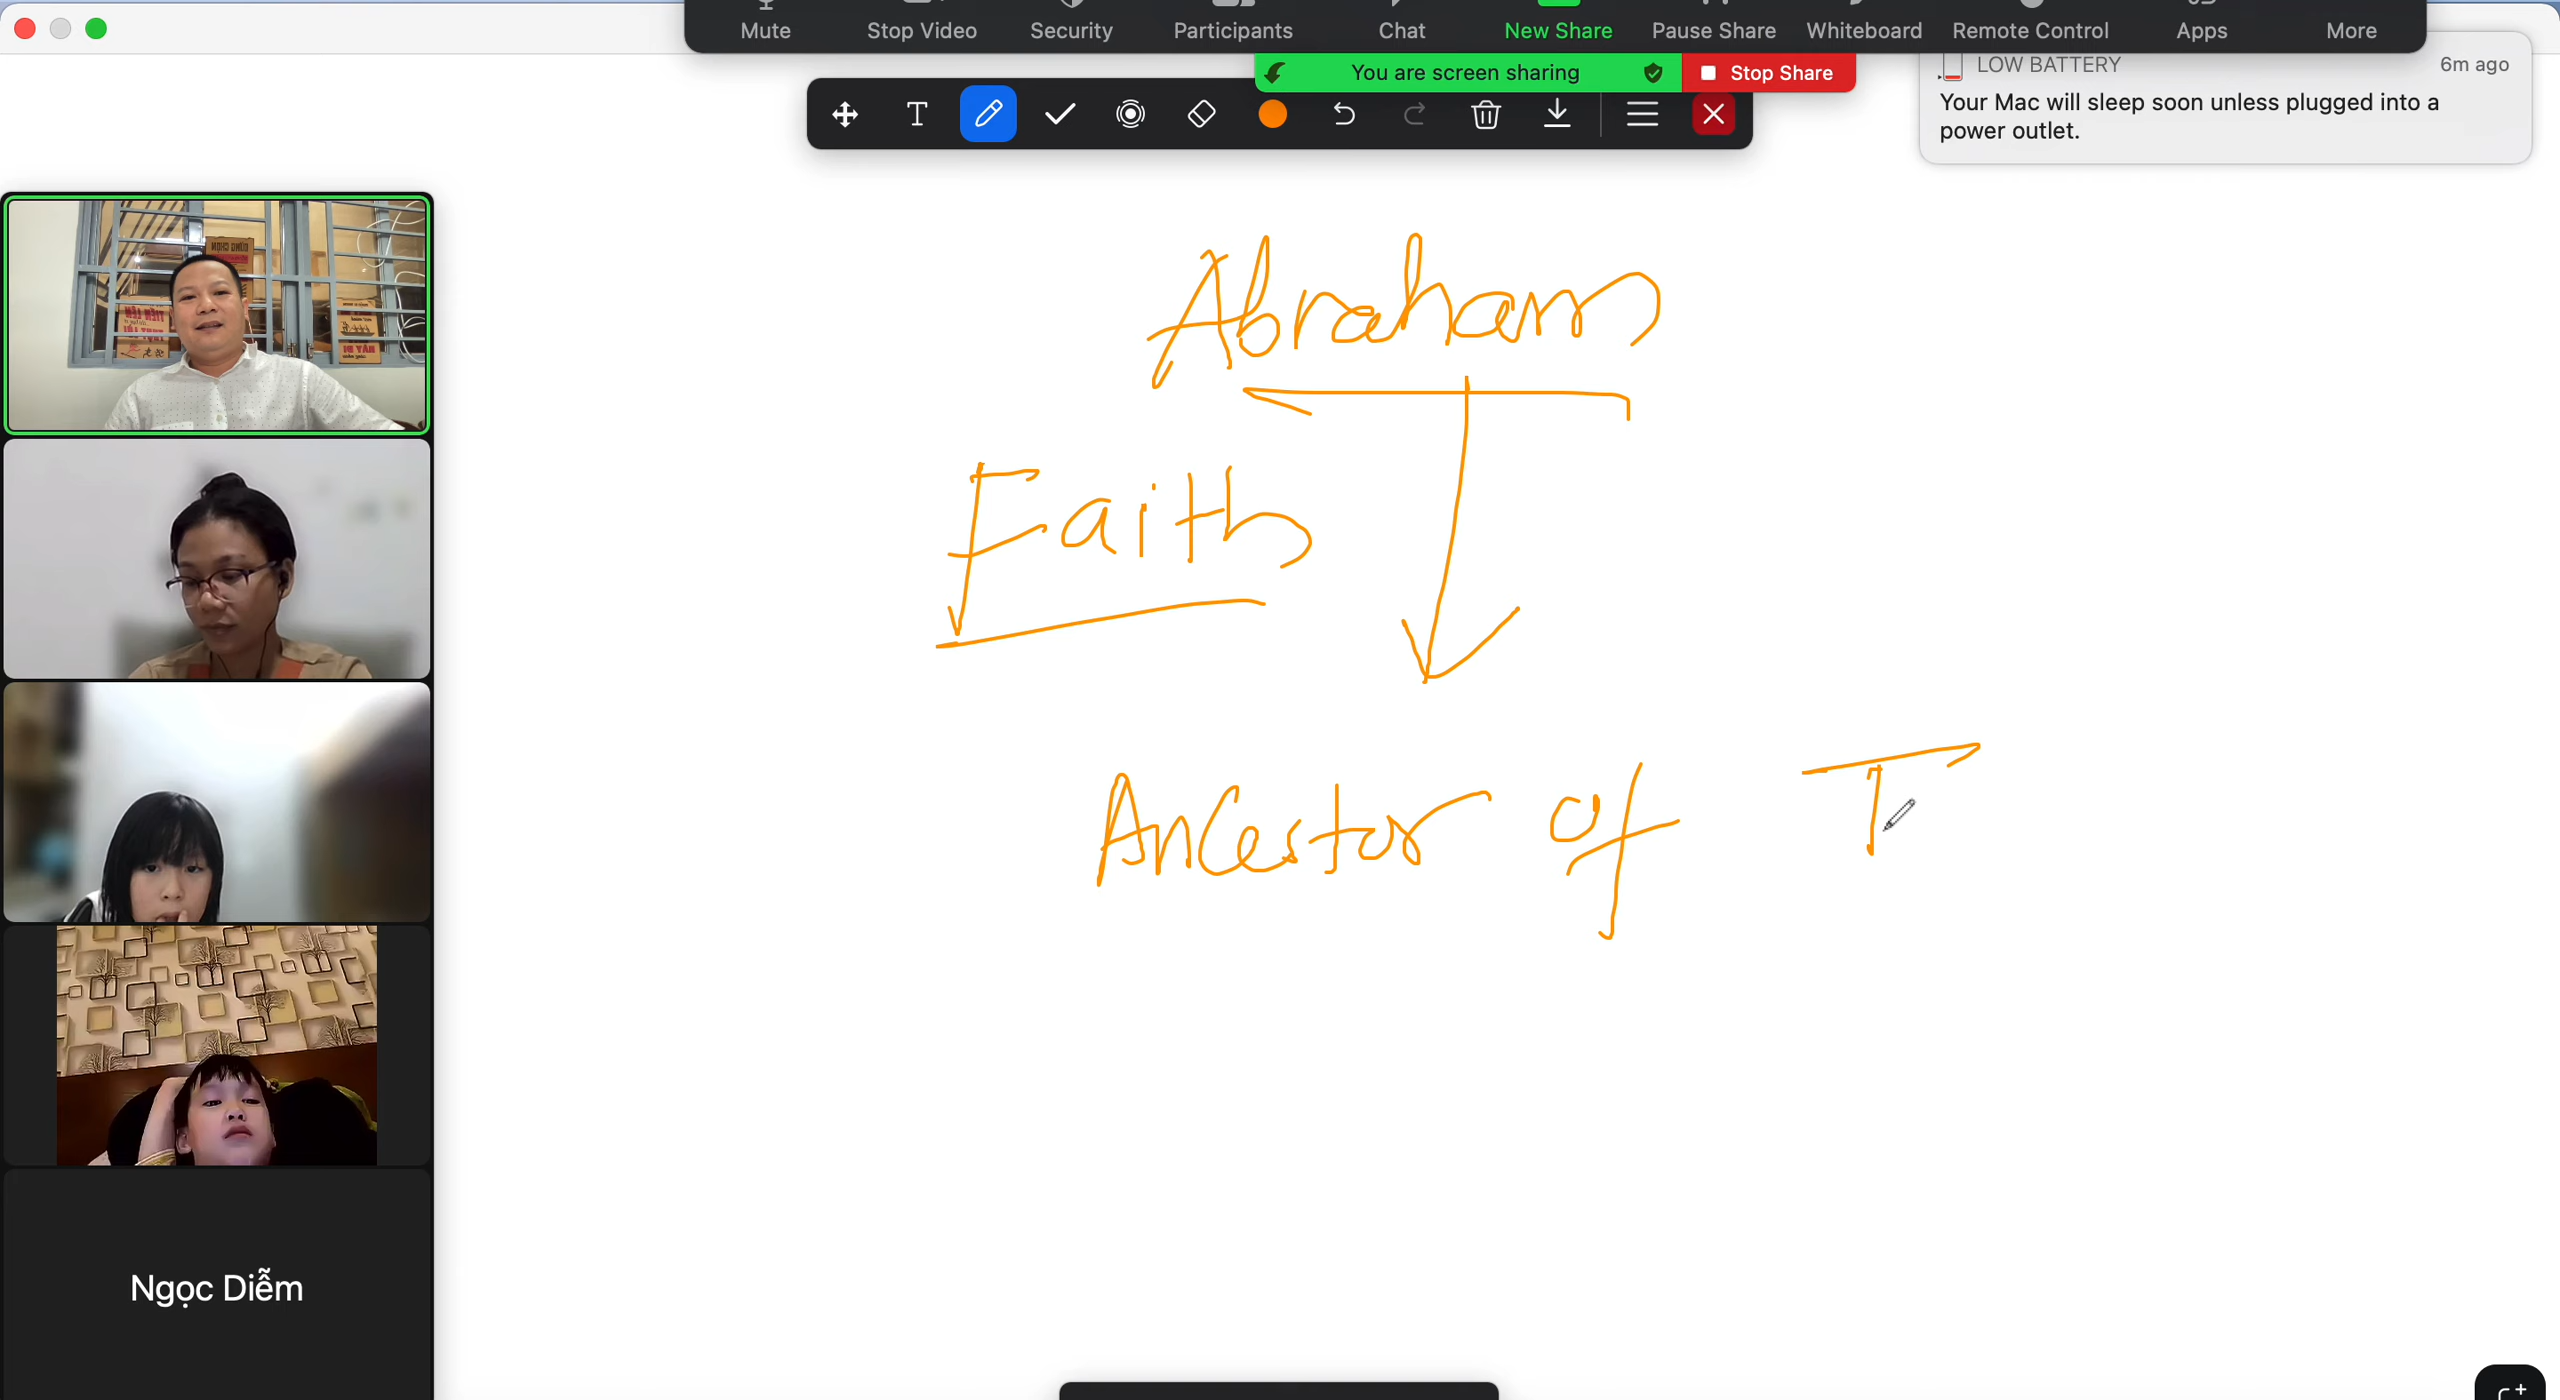 Mute Stop Video Security Participants Chat New Share Pause Share Whiteboard Remote Control Apps More
You are screen sharing Stop Share
LOW BATTERY 6m ago
Your Mac will sleep soon unless plugged into a
power outlet.
T
Abraham
Faith
Ancestor of I
Ngọc Diễm